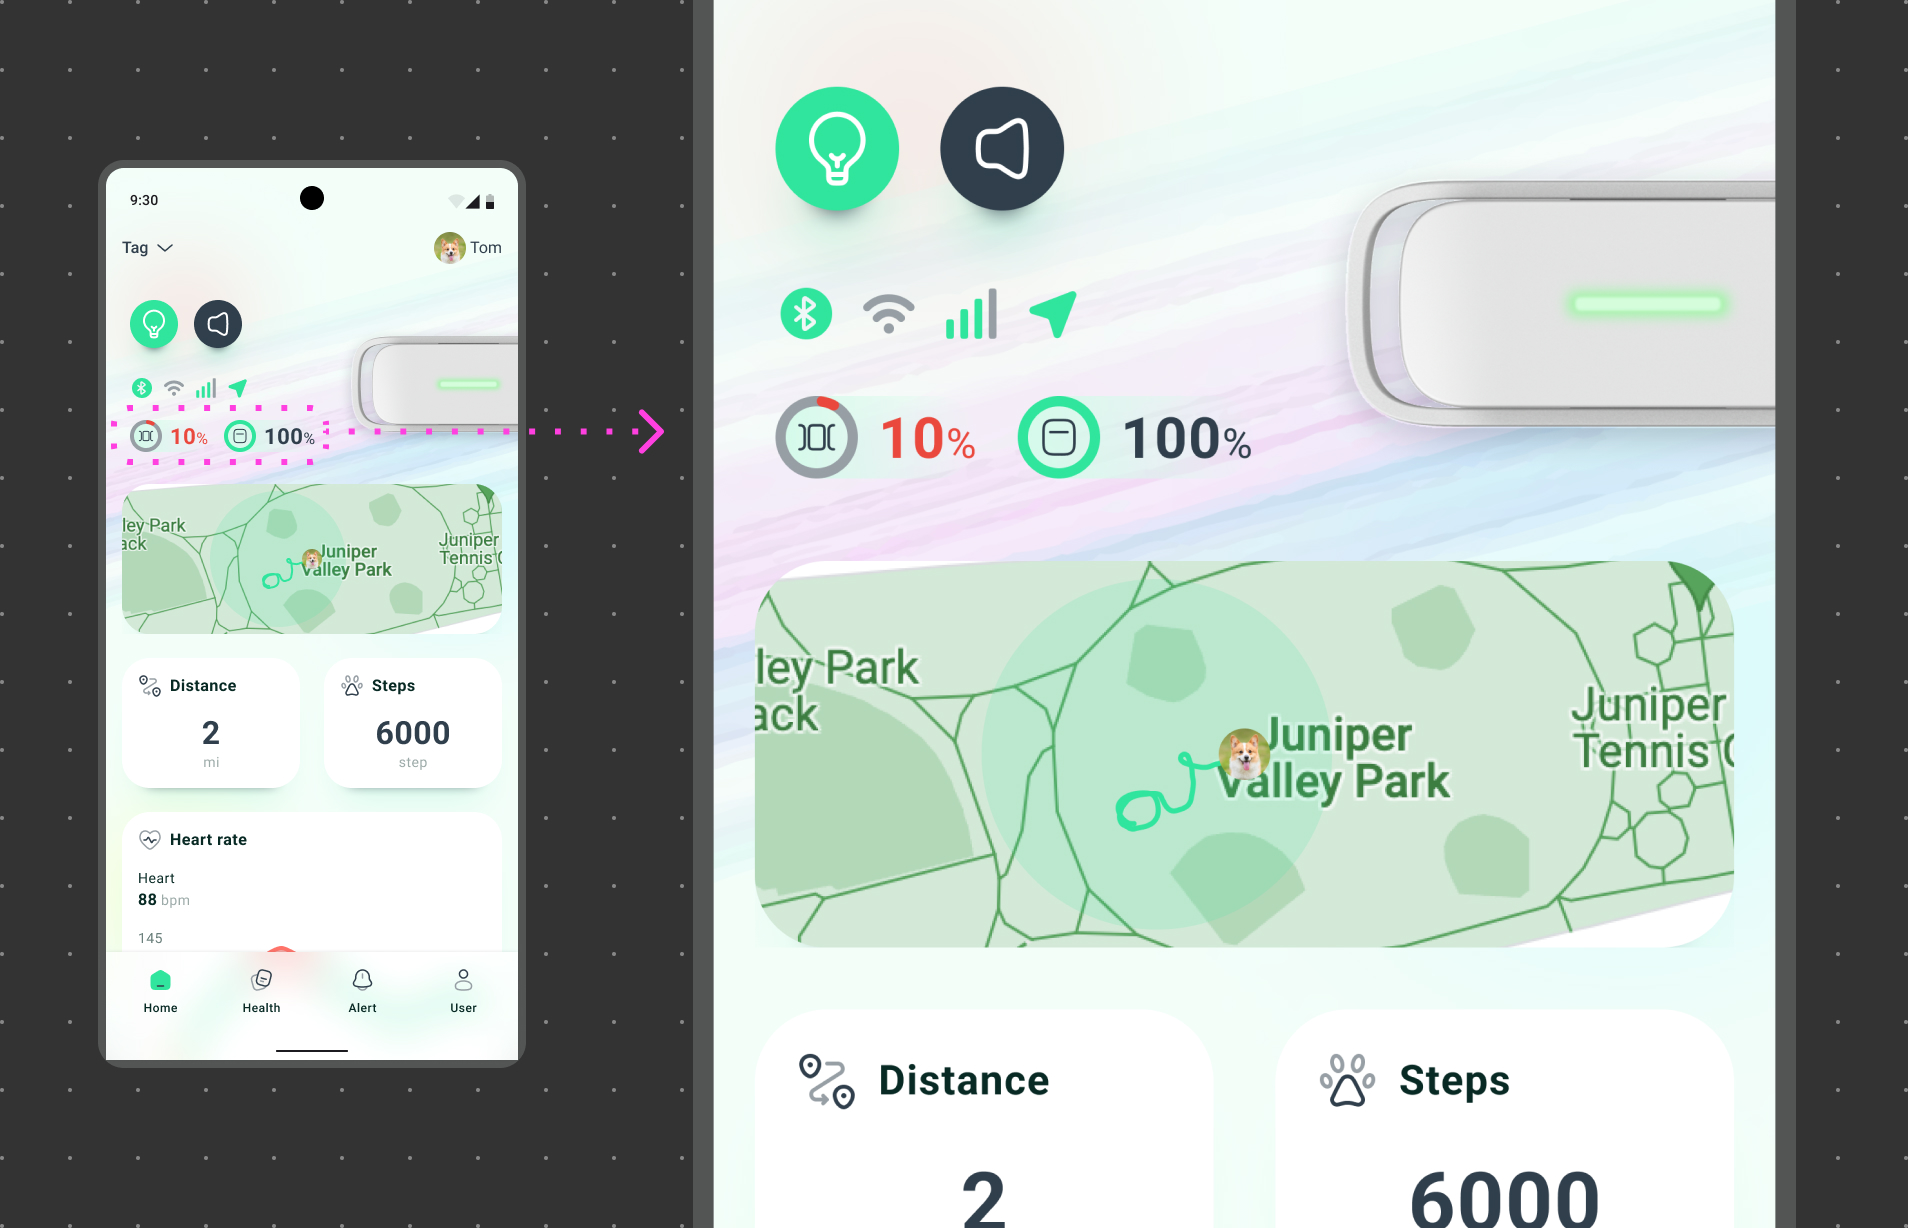 9:30
Tag
Tom
10%
100%
ley Park
ack
Juniper
Valley Park
Juniper
Tennis C
Distance
2
mi
Steps
6000
step
Heart rate
Heart
88 bpm
145
Home
Health
Alert
User
10%
100%
ley Park
ack
Juniper
Valley Park
Juniper
Tennis C
Distance
2
Steps
6000